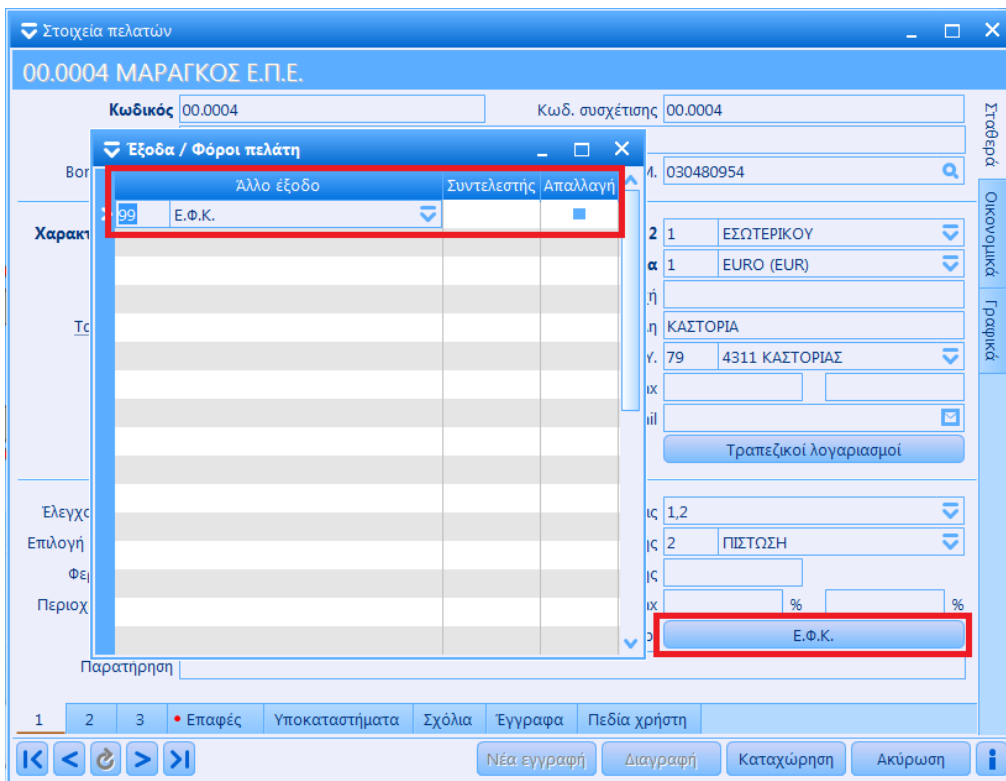 Στοιχεία πελατών
00.0004 ΜΑΡΑΓΚΟΣ Ε.Π.Ε.
Κωδικός 00.0004 Κωδ. συσχέτισης 00.0004
Έξοδα / Φόροι πελάτη
030480954
Άλλο έξοδο Συντελεστής Απαλλαγή
99 Ε.Φ.Κ.
2 1 ΕΣΩΤΕΡΙΚΟΥ
1 EURO (EUR)
ΚΑΣΤΟΡΙΑ
79 4311 ΚΑΣΤΟΡΙΑΣ
Τραπεζικοί λογαριασμοί
1,2
Επιλογή 2 ΠΙΣΤΩΣΗ
% %
Ε.Φ.Κ.
Παρατήρηση
1 2 3 Επαφές Υποκαταστήματα Σχόλια Έγγραφα Πεδία χρήστη
Νέα εγγραφή Διαγραφή Καταχώρηση Ακύρωση
Σταθερά
Οικονομικά
Γραφικά